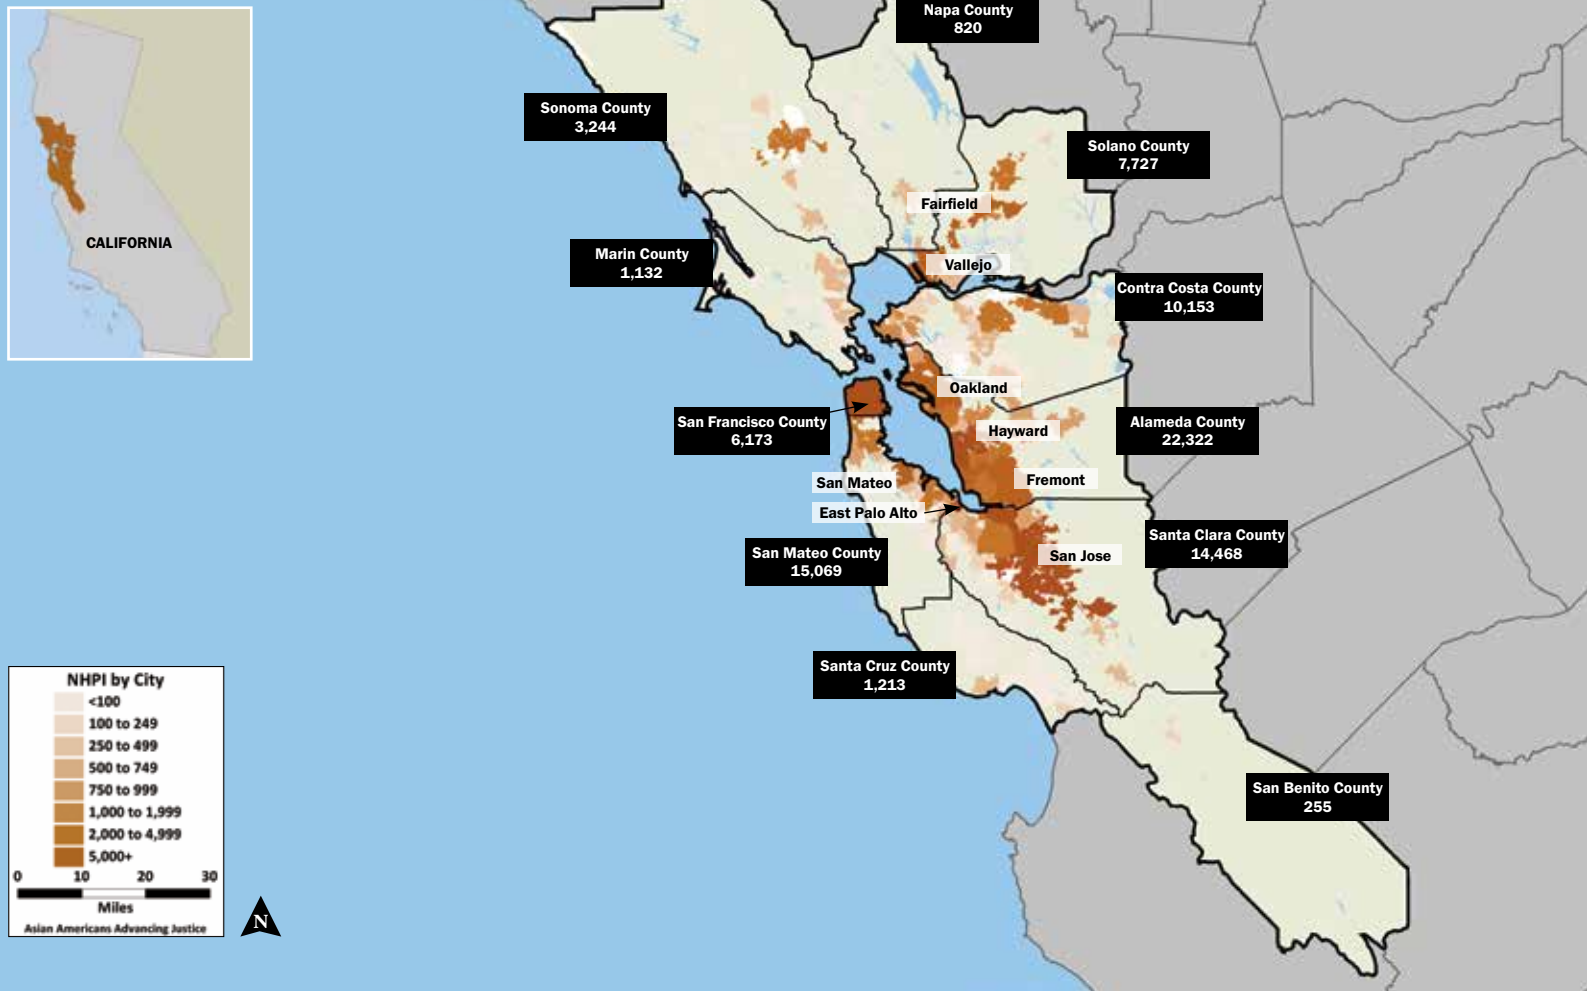 Napa County
820
Sonoma County
3,244
Solano County
7,727
Fairfield
CALIFORNIA
Marin County
1,132
Vallejo
Contra Costa County
10,153
Oakland
San Francisco County
6,173
Hayward
Alameda County
22,322
San Mateo
Fremont
East Palo Alto
San Mateo County
15,069
San Jose
Santa Clara County
14,468
Santa Cruz County
1,213
San Benito County
255
NHPI by City
<100
100 to 249
250 to 499
500 to 749
750 to 999
1,000 to 1,999
2,000 to 4,999
5,000+
0 10 20 30
Miles
Asian Americans Advancing Justice
N